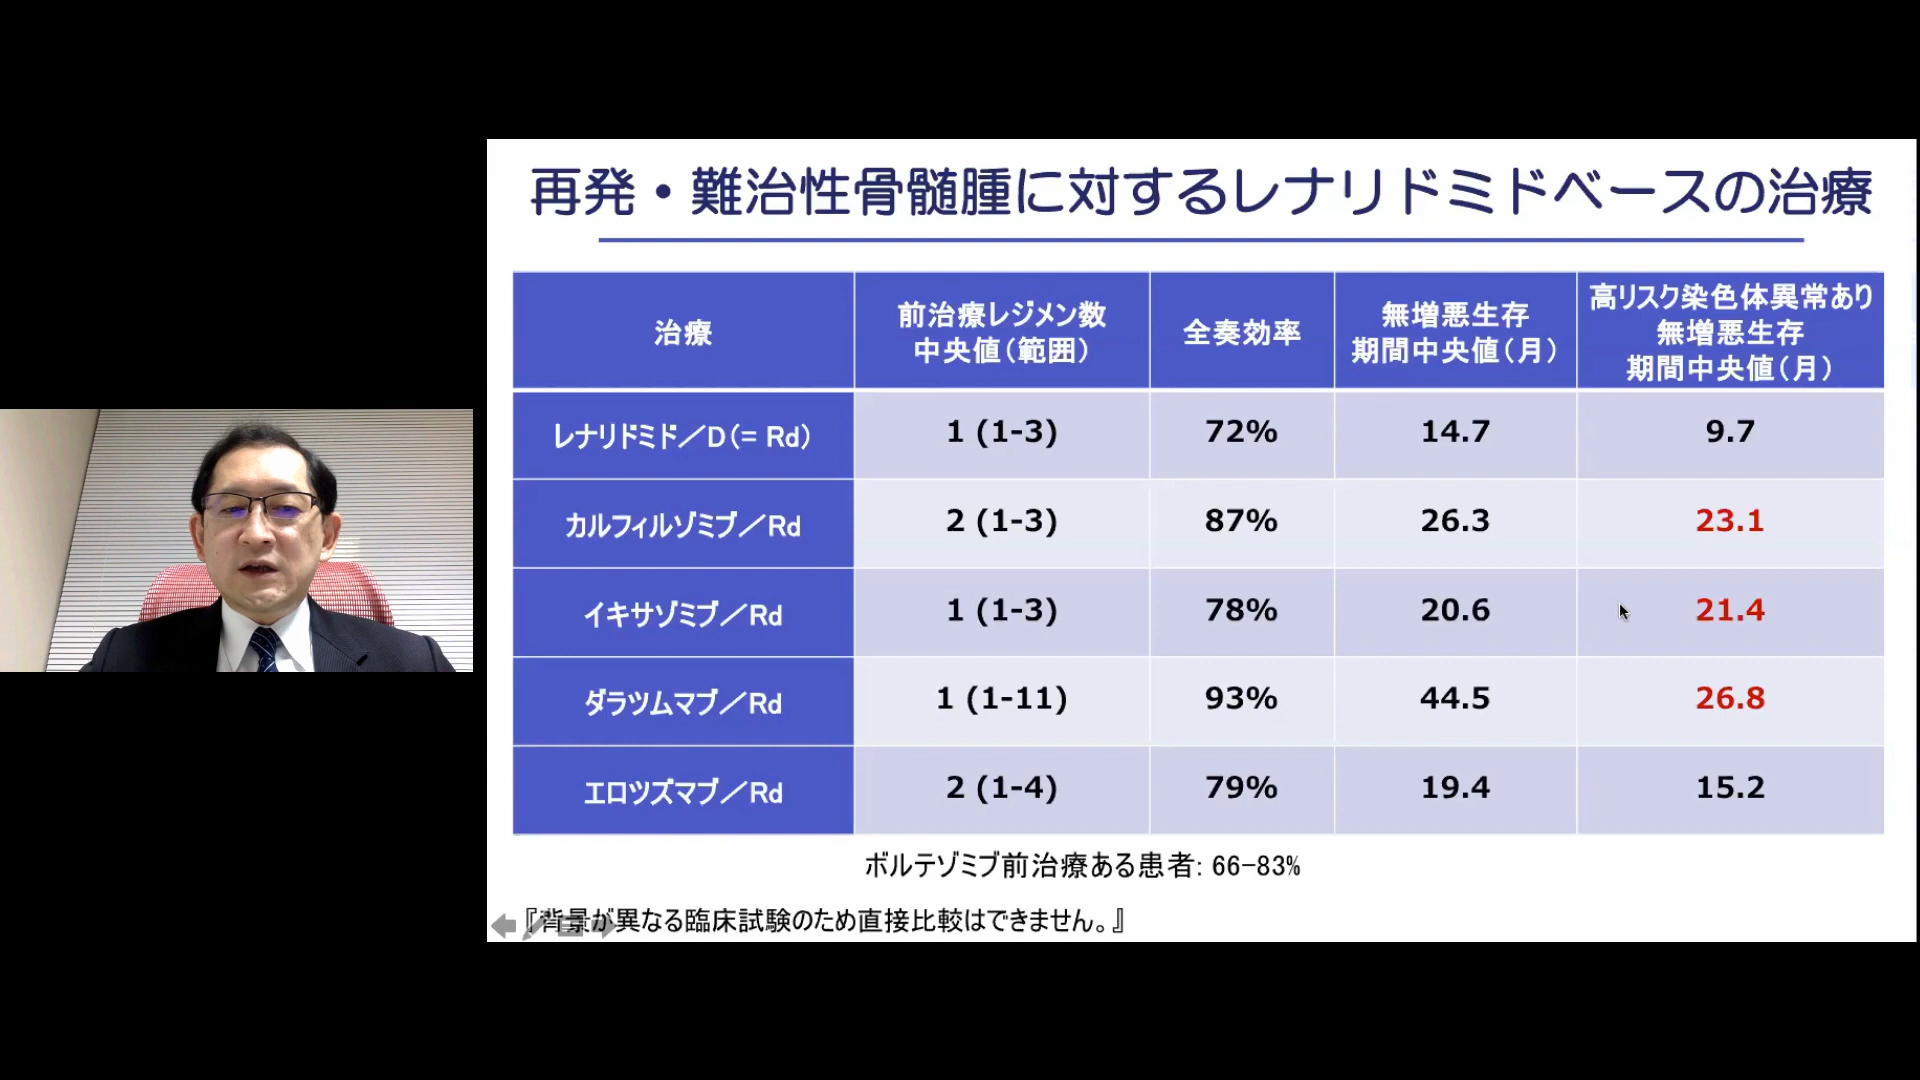 再発・難治性骨髄腫に対するレナリドミドベースの治療
治療
前治療レジメン数
中央値（範囲）
全奏効率
無増悪生存
期間中央値（月）
高リスク染色体異常あり
無増悪生存
期間中央値（月）
レナリドミド／D（= Rd） 1 (1-3) 72% 14.7 9.7
カルフィルゾミブ／Rd 2 (1-3) 87% 26.3 23.1
イキサゾミブ／Rd 1 (1-3) 78% 20.6 21.4
ダラツムマブ／Rd 1 (1-11) 93% 44.5 26.8
エロツズマブ／Rd 2 (1-4) 79% 19.4 15.2
ボルテゾミブ前治療ある患者: 66-83%
『背景が異なる臨床試験のため直接比較はできません。』